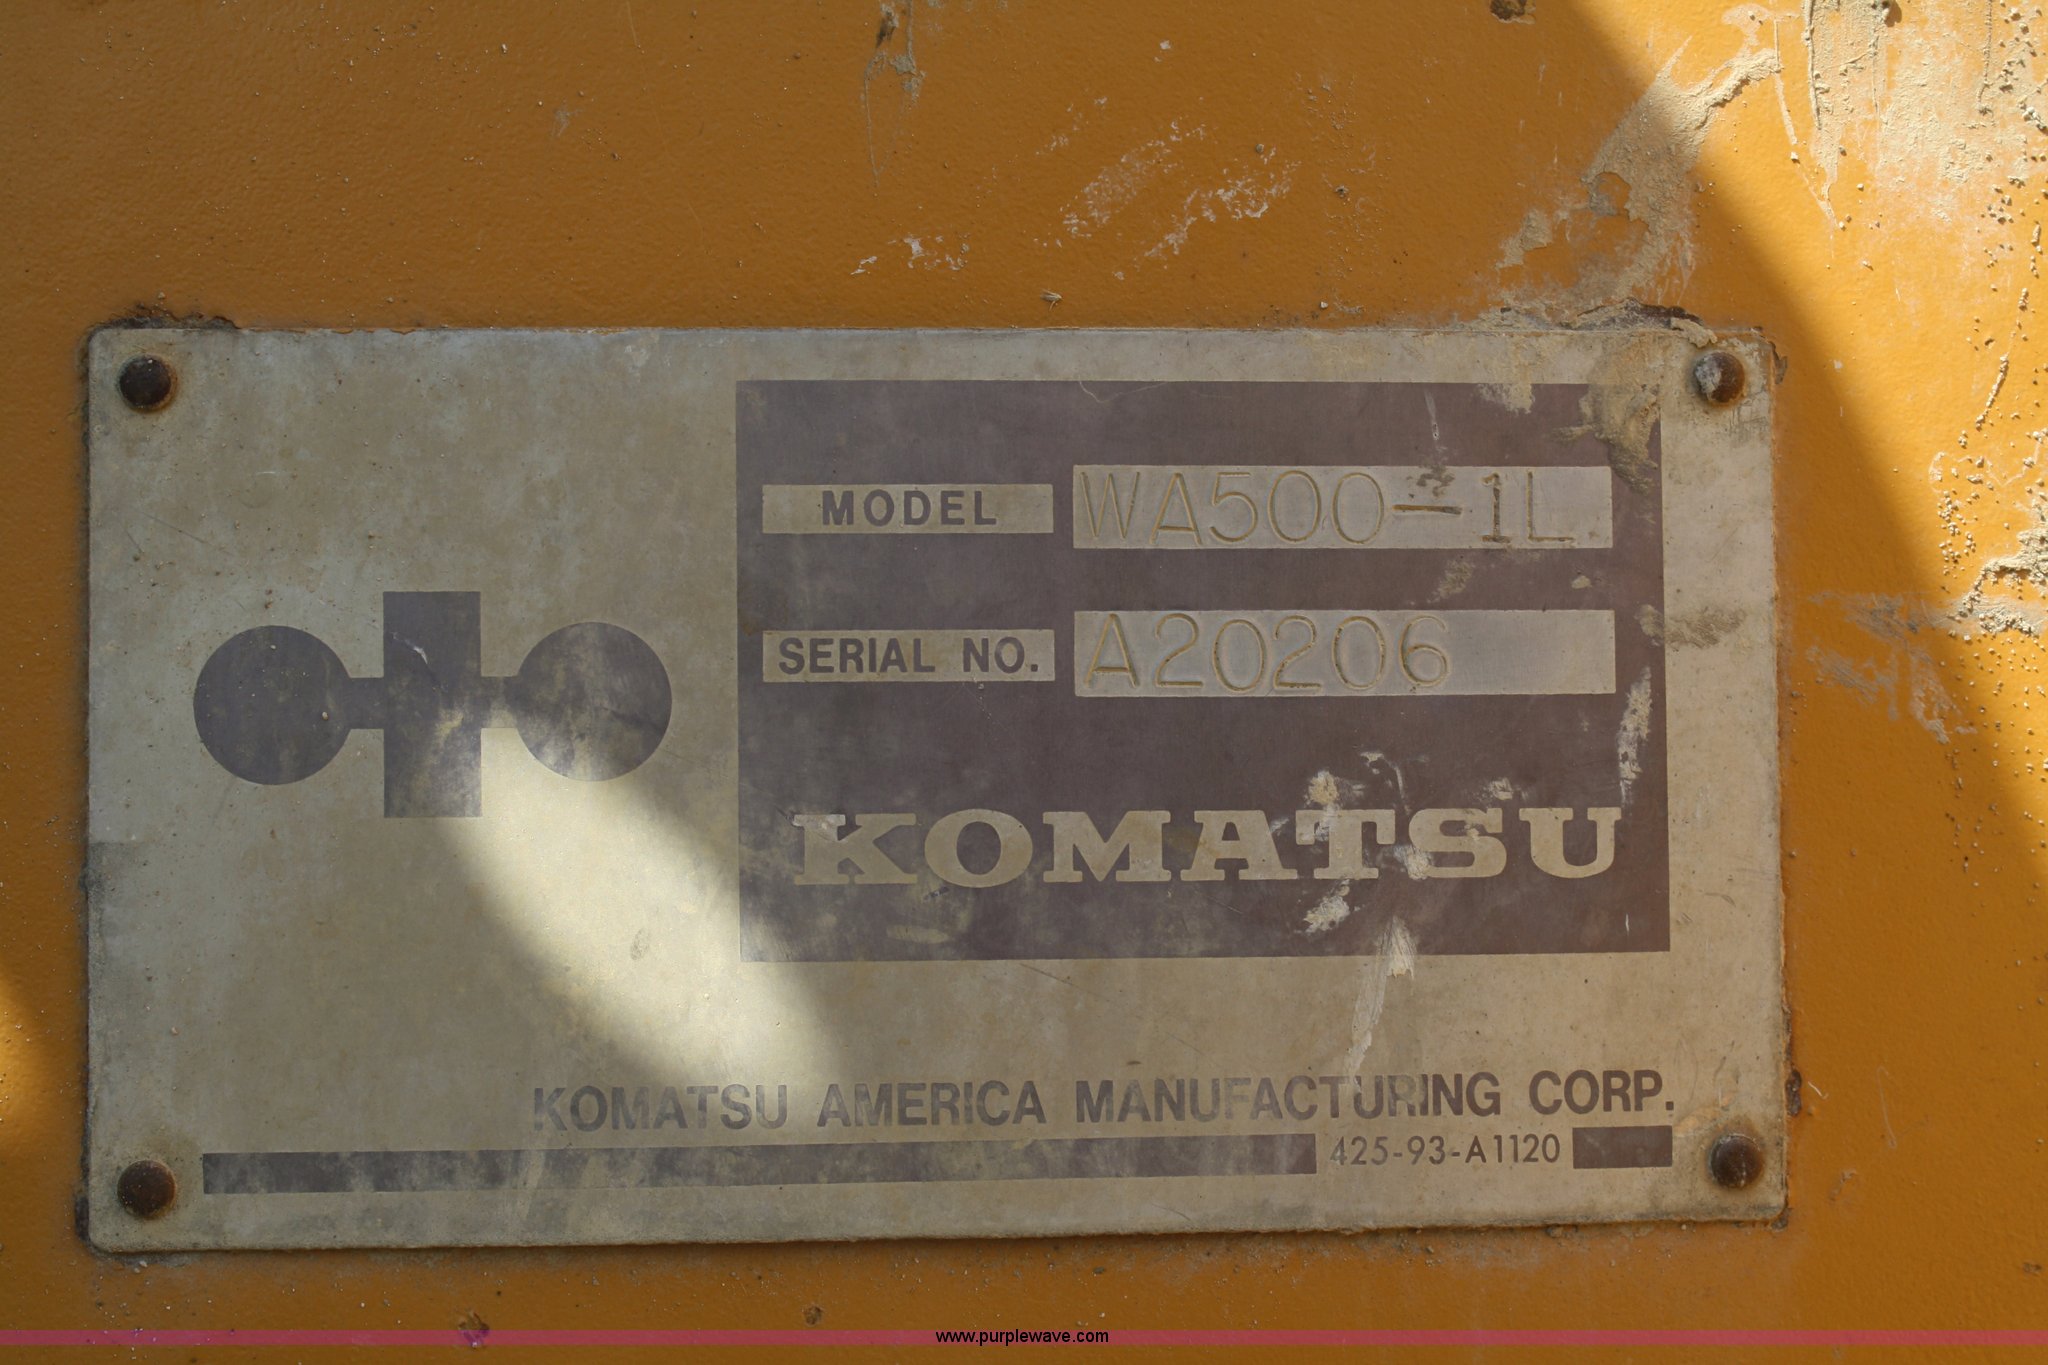 MODEL WA500-1L
SERIAL NO. A20206
KOMATSU
KOMATSU AMERICA MANUFACTURING CORP.
425-93-A1120
www.purplewave.com